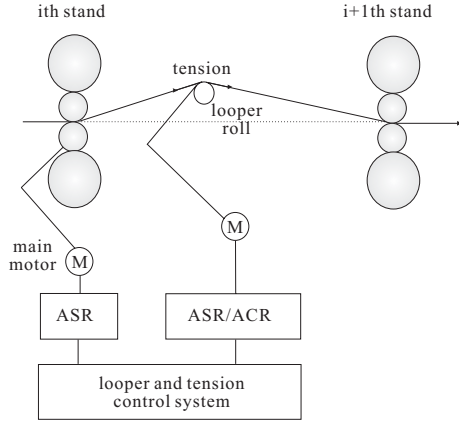 ith stand
i+1th stand
tension
looper
roll
main
motor
M
M
ASR
ASR/ACR
looper and tension
control system